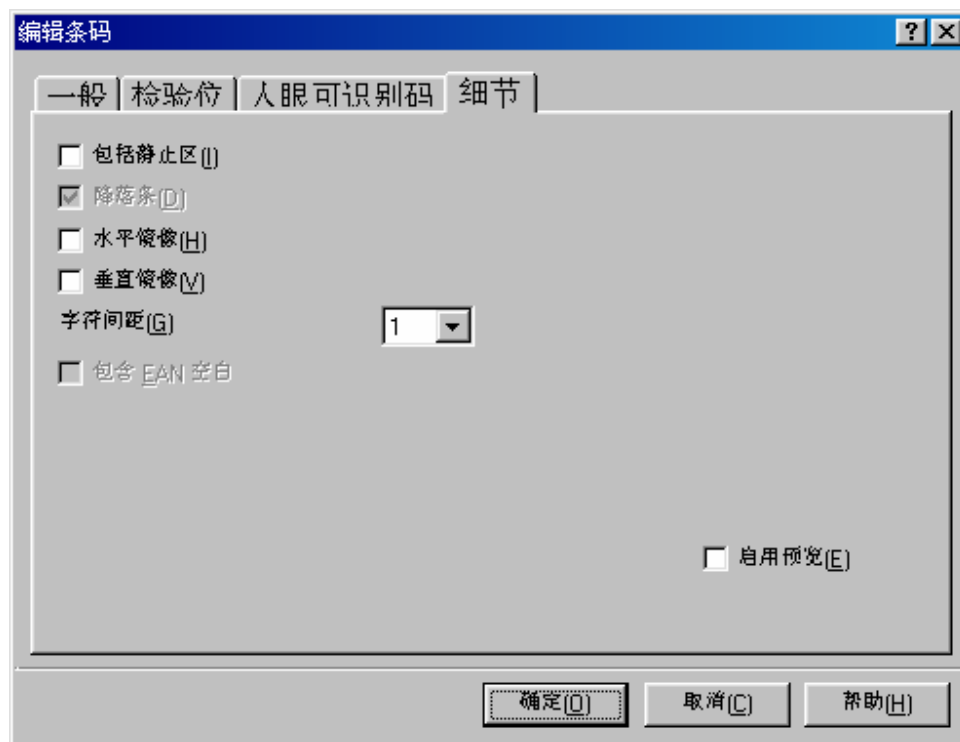 编辑条码
一般 检验位 人眼可识别码 细节
包括静止区(I)
降落条(D)
水平镜像(H)
垂直镜像(V)
字符间距(G) 1
包含 EAN 空白
启用预览(E)
确定(O) 取消(C) 帮助(H)